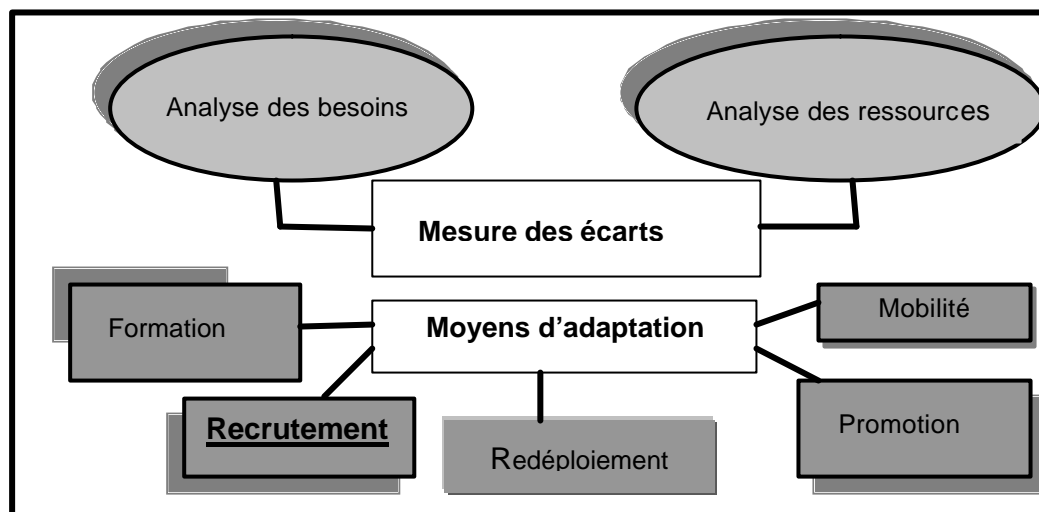 Analyse des besoins
Analyse des ressources
Mesure des écarts
Formation
Moyens d’adaptation
Mobilité
Recrutement
Redéploiement
Promotion